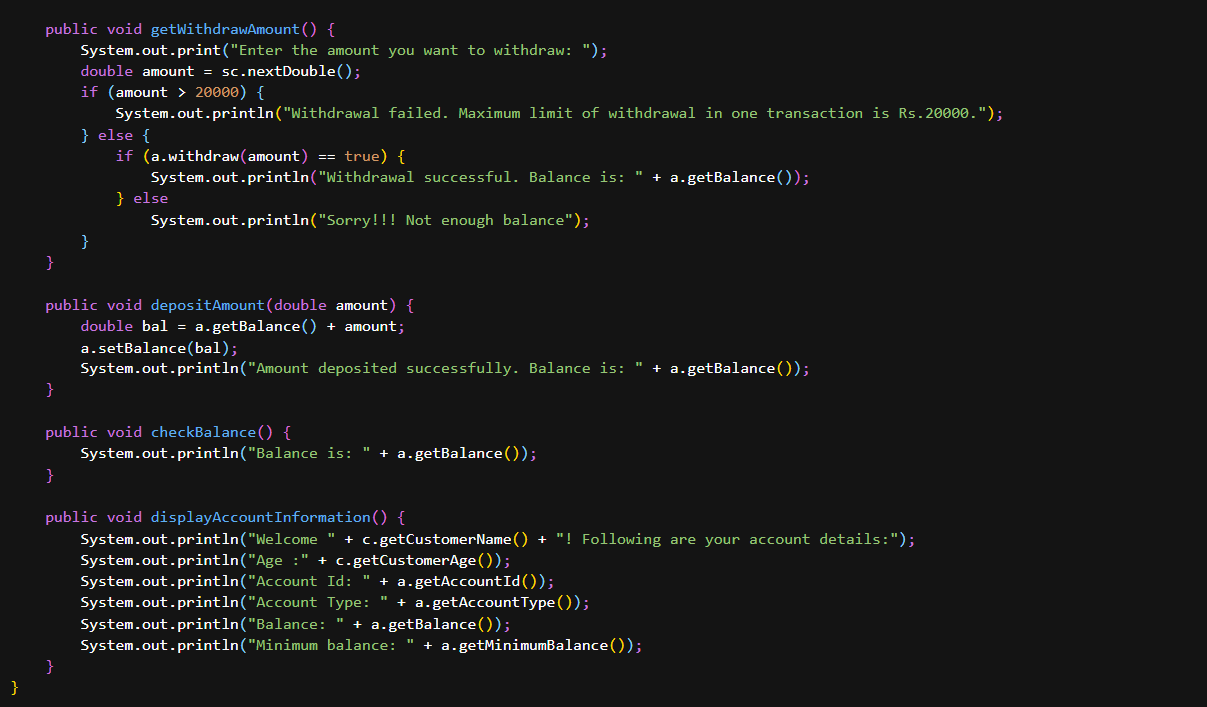 public void getWithdrawAmount() {
System.out.print("Enter the amount you want to withdraw: ");
double amount = sc.nextDouble();
if (amount > 20000) {
System.out.println("Withdrawal failed. Maximum limit of withdrawal in one transaction is Rs.20000.");
} else {
if (a.withdraw(amount) == true) {
System.out.println("Withdrawal successful. Balance is: " + a.getBalance());
} else
System.out.println("Sorry!!! Not enough balance");
}
}
public void depositAmount(double amount) {
double bal = a.getBalance() + amount;
a.setBalance(bal);
System.out.println("Amount deposited successfully. Balance is: " + a.getBalance());
}
public void checkBalance() {
System.out.println("Balance is: " + a.getBalance());
}
public void displayAccountInformation() {
System.out.println("Welcome " + c.getCustomerName() + "! Following are your account details:");
System.out.println("Age :" + c.getCustomerAge());
System.out.println("Account Id: " + a.getAccountId());
System.out.println("Account Type: " + a.getAccountType());
System.out.println("Balance: " + a.getBalance());
System.out.println("Minimum balance: " + a.getMinimumBalance());
}
}